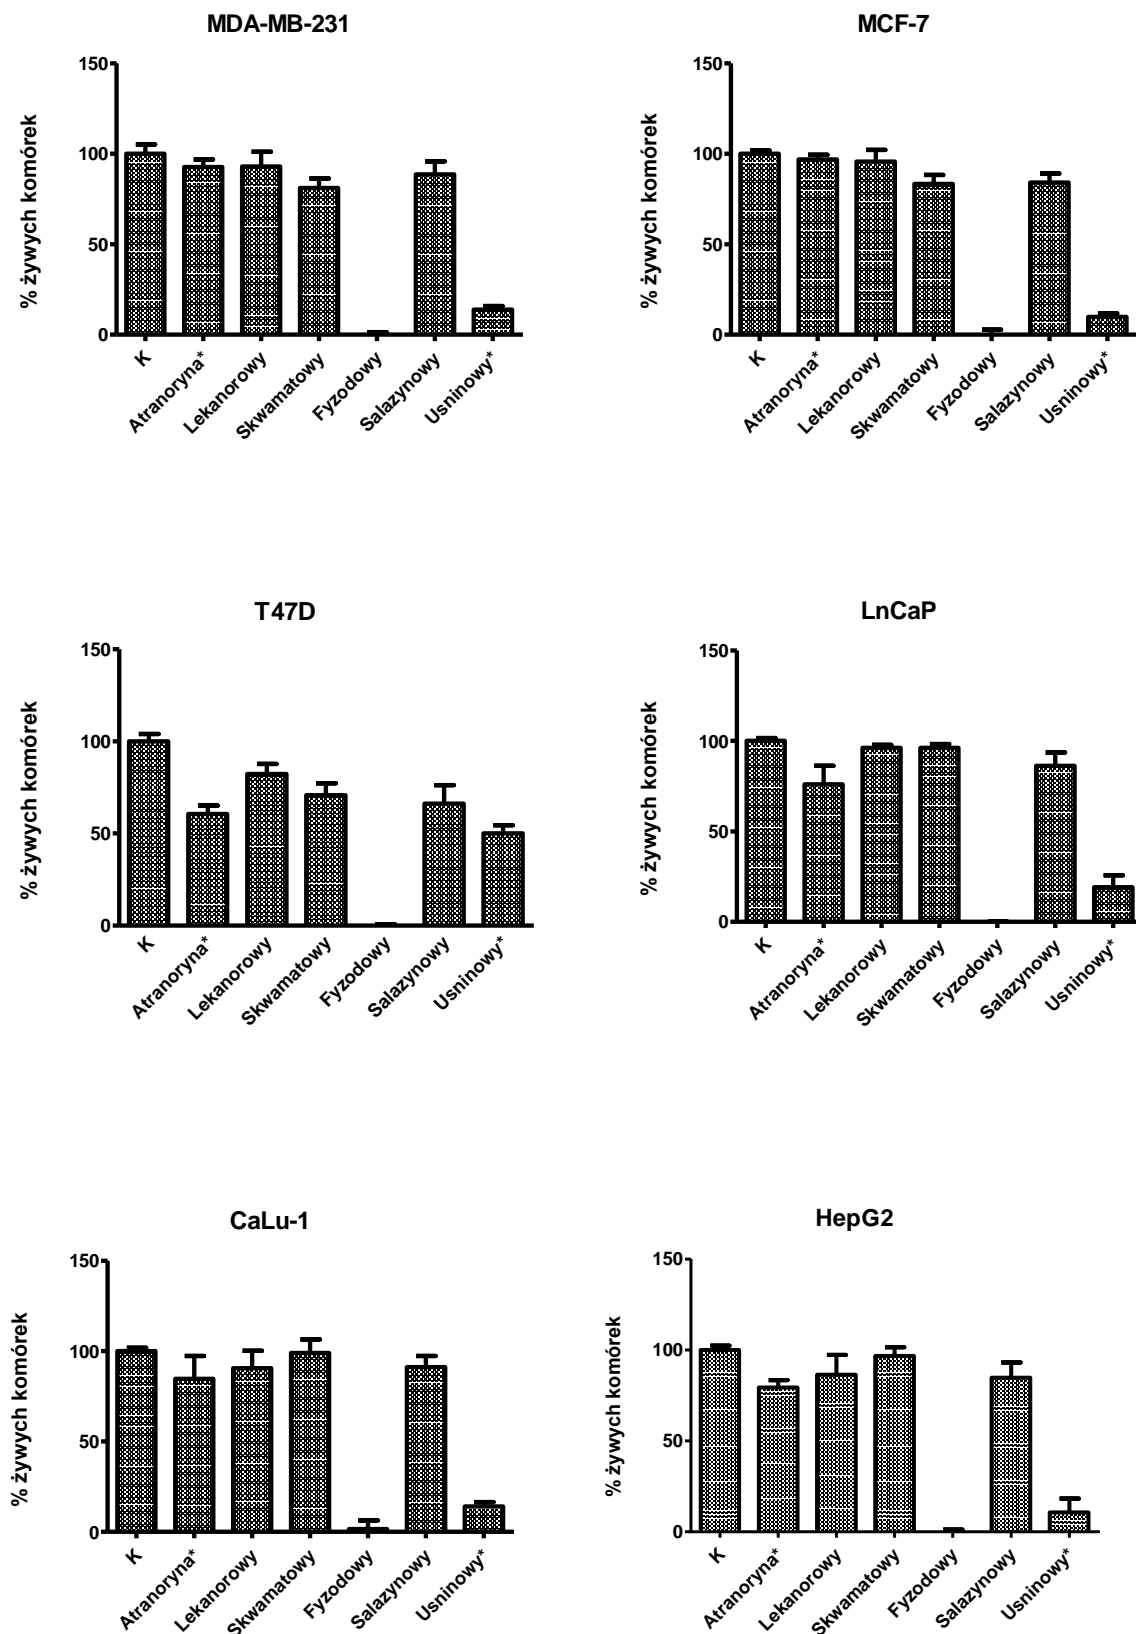 MDA-MB-231
150
100
50
0
% żywych komórek
K
Atranoryna*
Lekanorowy
Skwamatowy
Fyzodowy
Salazynowy
Usninowy*
MCF-7
150
100
50
0
% żywych komórek
K
Atranoryna*
Lekanorowy
Skwamatowy
Fyzodowy
Salazynowy
Usninowy*
T47D
150
100
50
0
% żywych komórek
K
Atranoryna*
Lekanorowy
Skwamatowy
Fyzodowy
Salazynowy
Usninowy*
LnCaP
150
100
50
0
% żywych komórek
K
Atranoryna*
Lekanorowy
Skwamatowy
Fyzodowy
Salazynowy
Usninowy*
CaLu-1
150
100
50
0
% żywych komórek
K
Atranoryna*
Lekanorowy
Skwamatowy
Fyzodowy
Salazynowy
Usninowy*
HepG2
150
100
50
0
% żywych komórek
K
Atranoryna*
Lekanorowy
Skwamatowy
Fyzodowy
Salazynowy
Usninowy*